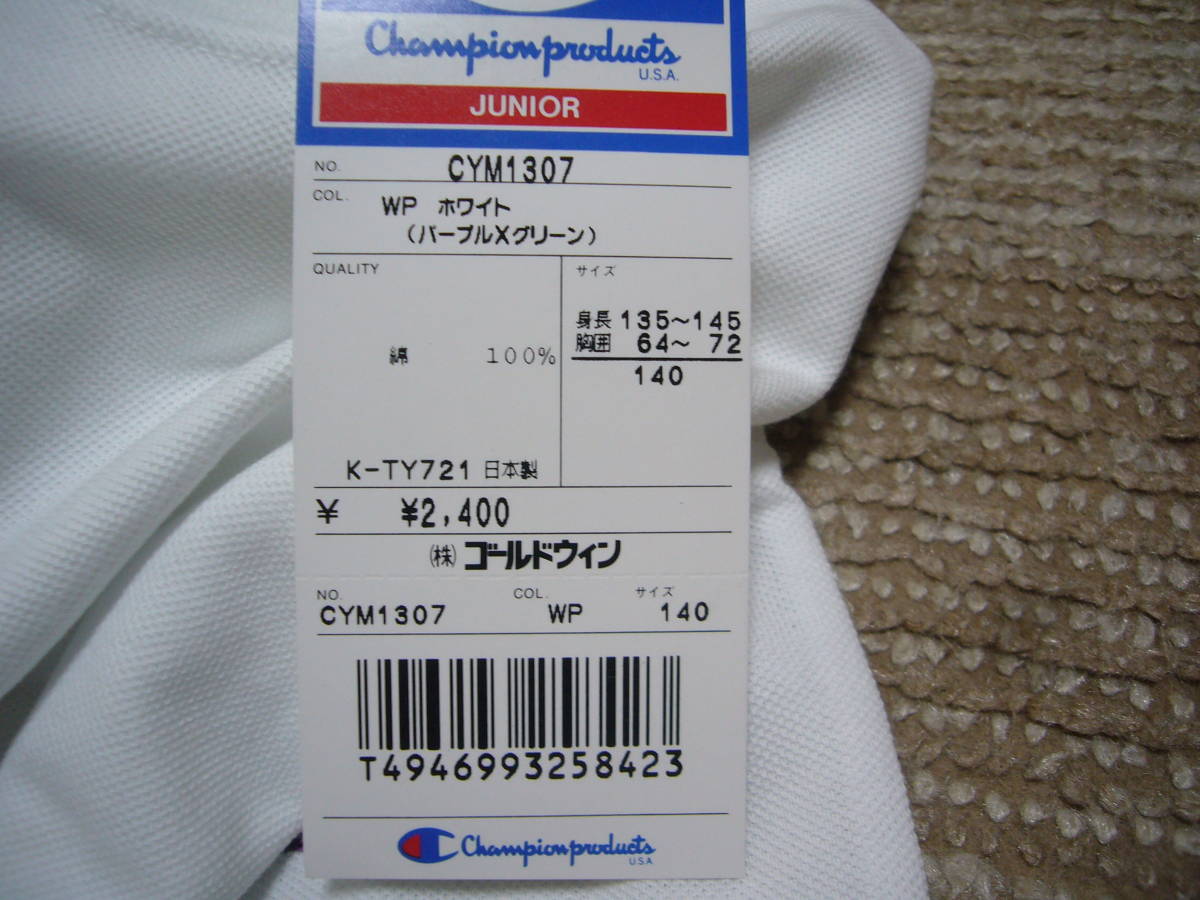 Champion products
U.S.A.
JUNIOR
NO. CYM1307
COL. WP ホワイト
(パープルXグリーン)
QUALITY
綿 100%
K-TY721 日本製
サイズ
身長 135~145
胸囲 64~ 72
140
¥ ¥2,400
(株) ゴールドウィン
NO. COL. サイズ
CYM1307 WP 140
T4946993258423
Champion products
U.S.A.